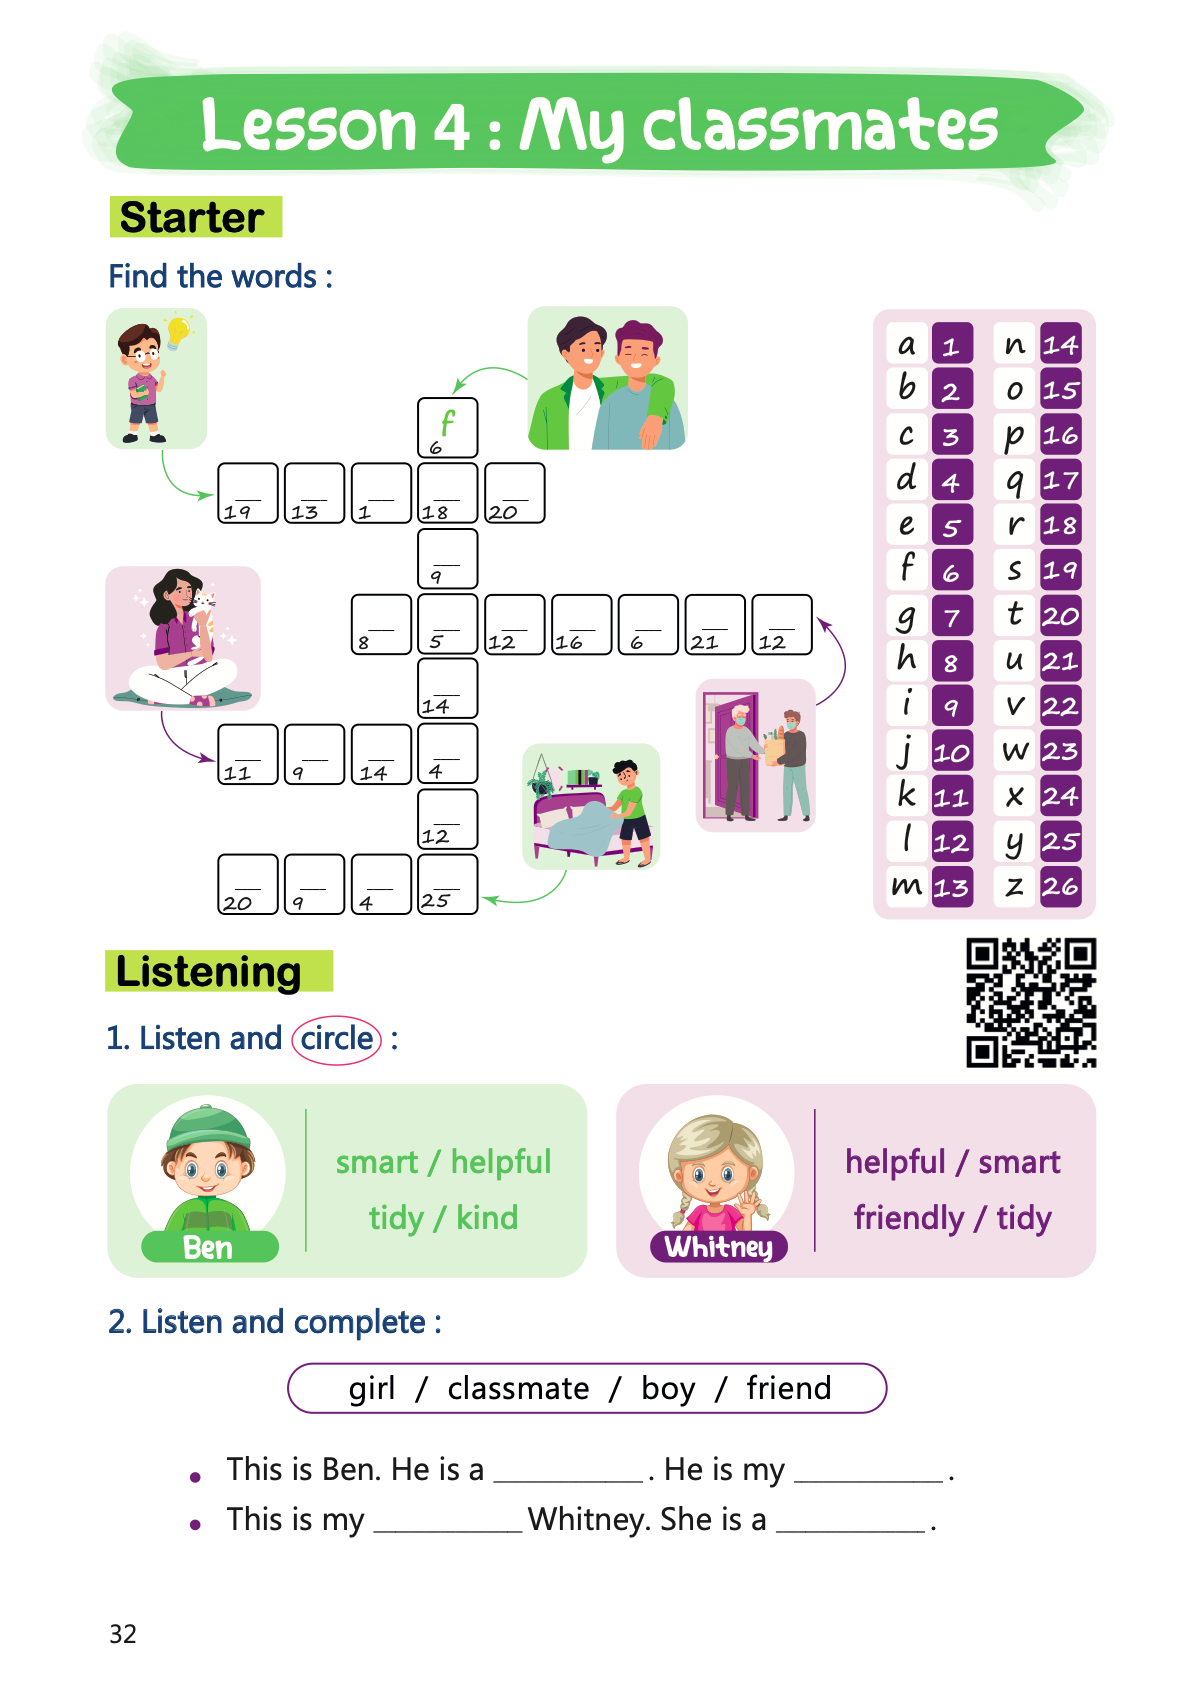 Lesson 4 : My classmates
Starter
Find the words :
f
6
19 13 1 18 20
9
8 5 12 16 6 21 12
14
11 9 14 4
12
20 9 4 25
a 1 n 14
b 2 o 15
c 3 p 16
d 4 q 17
e 5 r 18
f 6 s 19
g 7 t 20
h 8 u 21
i 9 v 22
j 10 w 23
k 11 x 24
l 12 y 25
m 13 z 26
Listening
1. Listen and circle :
smart / helpful
tidy / kind
Ben
helpful / smart
friendly / tidy
Whitney
2. Listen and complete :
girl / classmate / boy / friend
• This is Ben. He is a __________ . He is my __________ .
• This is my __________ Whitney. She is a __________ .
32